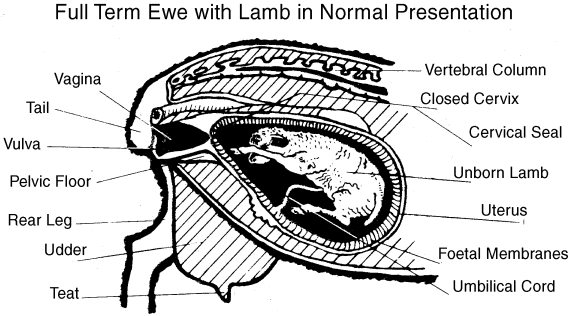 Full Term Ewe with Lamb in Normal Presentation
Vagina
Tail
Vulva
Pelvic Floor
Rear Leg
Udder
Teat
Vertebral Column
Closed Cervix
Cervical Seal
Unborn Lamb
Uterus
Foetal Membranes
Umbilical Cord